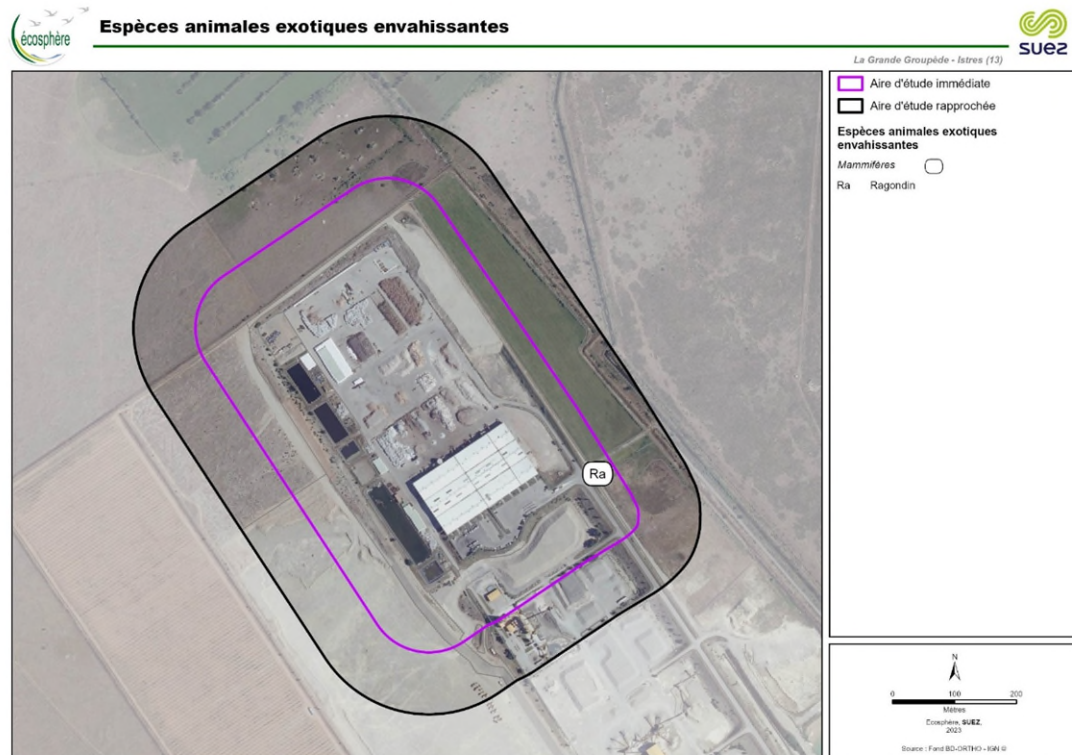 écosphère
Espèces animales exotiques envahissantes
suez
La Grande Groupède - Istres (13)
Aire d'étude immédiate
Aire d'étude rapprochée
Espèces animales exotiques
envahissantes
Mammifères
Ra Ragondin
Ra
N
0 100 200
Mètres
Ecosphère, SUEZ,
2023
Source : Fond BD-ORTHO - IGN ©